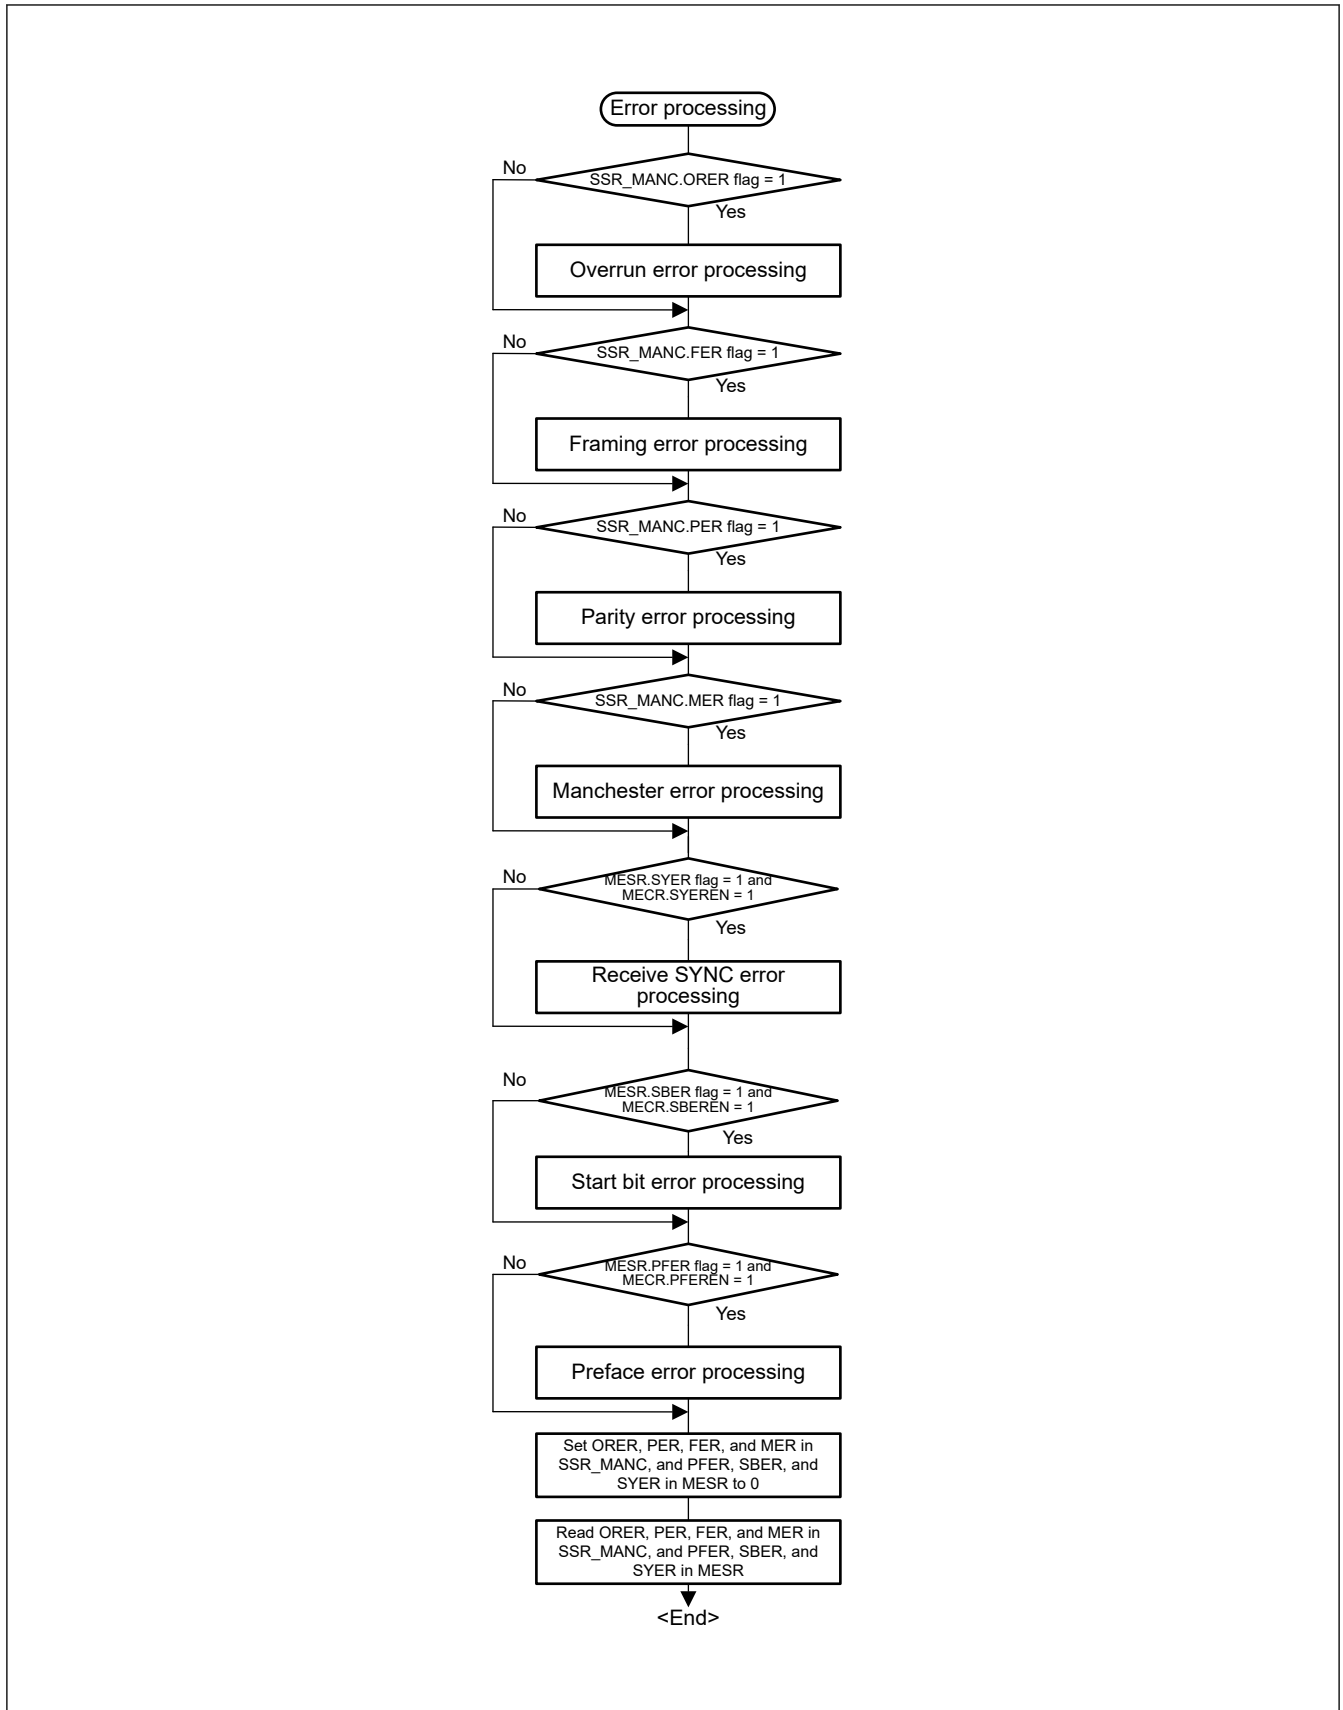 Error processing
No
SSR_MANC.ORER flag = 1
Yes
Overrun error processing
No
SSR_MANC.FER flag = 1
Yes
Framing error processing
No
SSR_MANC.PER flag = 1
Yes
Parity error processing
No
SSR_MANC.MER flag = 1
Yes
Manchester error processing
No
MESR.SYER flag = 1 and
MECR.SYEREN = 1
Yes
Receive SYNC error
processing
No
MESR.SBER flag = 1 and
MECR.SBEREN = 1
Yes
Start bit error processing
No
MESR.PFER flag = 1 and
MECR.PFEREN = 1
Yes
Preface error processing
Set ORER, PER, FER, and MER in
SSR_MANC, and PFER, SBER, and
SYER in MESR to 0
Read ORER, PER, FER, and MER in
SSR_MANC, and PFER, SBER, and
SYER in MESR
<End>